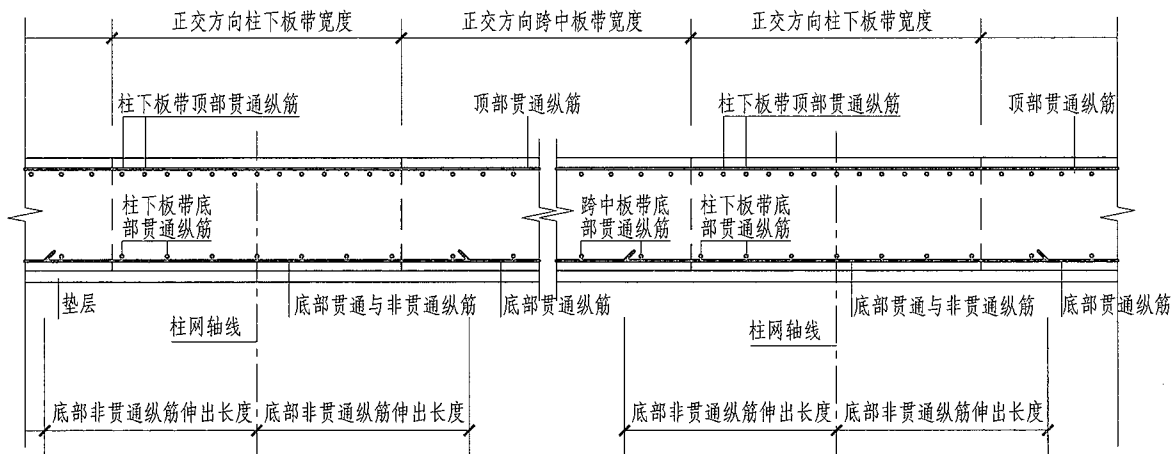 正交方向柱下板带宽度
正交方向跨中板带宽度
正交方向柱下板带宽度
柱下板带顶部贯通纵筋
顶部贯通纵筋
柱下板带顶部贯通纵筋
顶部贯通纵筋
柱下板带底
部贯通纵筋
跨中板带底
部贯通纵筋
柱下板带底
部贯通纵筋
垫层
底部贯通与非贯通纵筋
底部贯通纵筋
底部贯通与非贯通纵筋
底部贯通纵筋
柱网轴线
柱网轴线
底部非贯通纵筋伸出长度
底部非贯通纵筋伸出长度
底部非贯通纵筋伸出长度
底部非贯通纵筋伸出长度